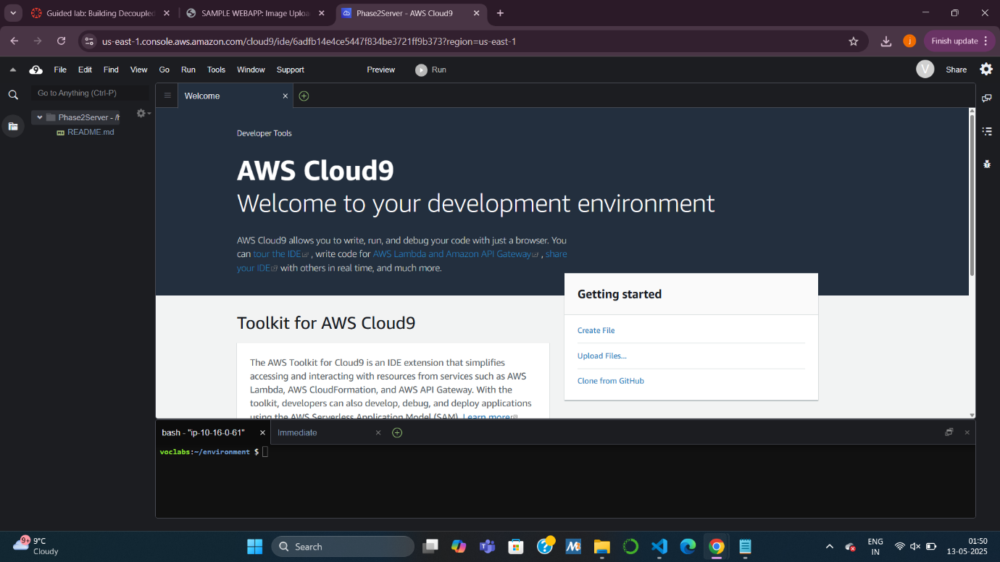 Guided lab: Building Decoupled
SAMPLE WEBAPP: Image Uploa
Phase2Server - AWS Cloud9
us-east-1.console.aws.amazon.com/cloud9/ide/6adfb14e4ce5447f834be3721ff9b373?region=us-east-1
j
Finish update
9 File Edit Find View Go Run Tools Window Support Preview Run V Share
Go to Anything (Ctrl-P)
Welcome
Phase2Server - /h
README.md
Developer Tools
AWS Cloud9
Welcome to your development environment
AWS Cloud9 allows you to write, run, and debug your code with just a browser. You
can tour the IDE , write code for AWS Lambda and Amazon API Gateway , share
your IDE with others in real time, and much more.
Getting started
Create File
Upload Files...
Clone from GitHub
Toolkit for AWS Cloud9
The AWS Toolkit for Cloud9 is an IDE extension that simplifies
accessing and interacting with resources from services such as AWS
Lambda, AWS CloudFormation, and AWS API Gateway. With the
toolkit, developers can also develop, debug, and deploy applications
using the AWS Serverless Application Model (SAM). Learn more
bash - "ip-10-16-0-61" Immediate
voclabs:~/environment $
9+
9°C
Cloudy
Search
ENG
IN
01:50
13-05-2025